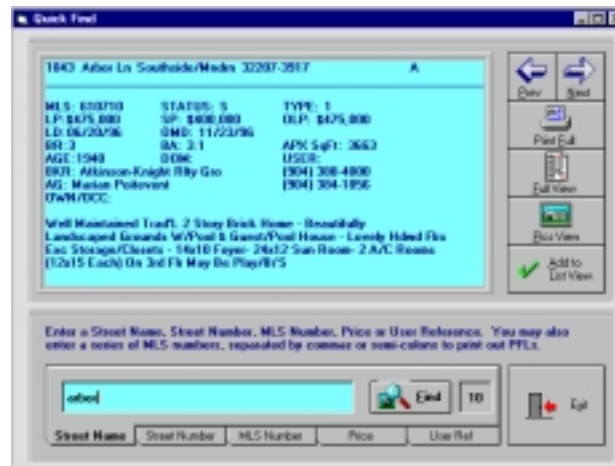 Quick Find
1843 Arbor Ln Southside/Mndrn 32207-3917 A
MLS: 610710 STATUS: S TYPE: 1
LP: $475,000 SP: $400,000 OLP: $475,000
LD: 06/20/96 OMD: 11/23/96
BR: 3 BA: 3.1 APX SqFt: 3663
AGE: 1940 DOM: USER:
BKR: Atkinson-Knight Rlty Gro (904) 388-4000
AG: Marian Poitevent (904) 384-1856
OWN/OCC:
Well Maintained Trad'l. 2 Story Brick Home - Beautifully
Landscaped Grounds W/Pool & Guest/Pool House - Lovely Hdwd Flrs
Exc Storage/Closets - 14x10 Foyer- 24x12 Sun Room- 2 A/C Rooms
(12x15 Each) On 3rd Flr May Be Play/Br'S
Prev Next
Print Full
Full View
Pics View
Add to
List View
Enter a Street Name, Street Number, MLS Number, Price or User Reference. You may also
enter a series of MLS numbers, separated by commas or semi-colons to print out PFLs.
arbor Find 10 Exit
Street Name Street Number MLS Number Price User Ref